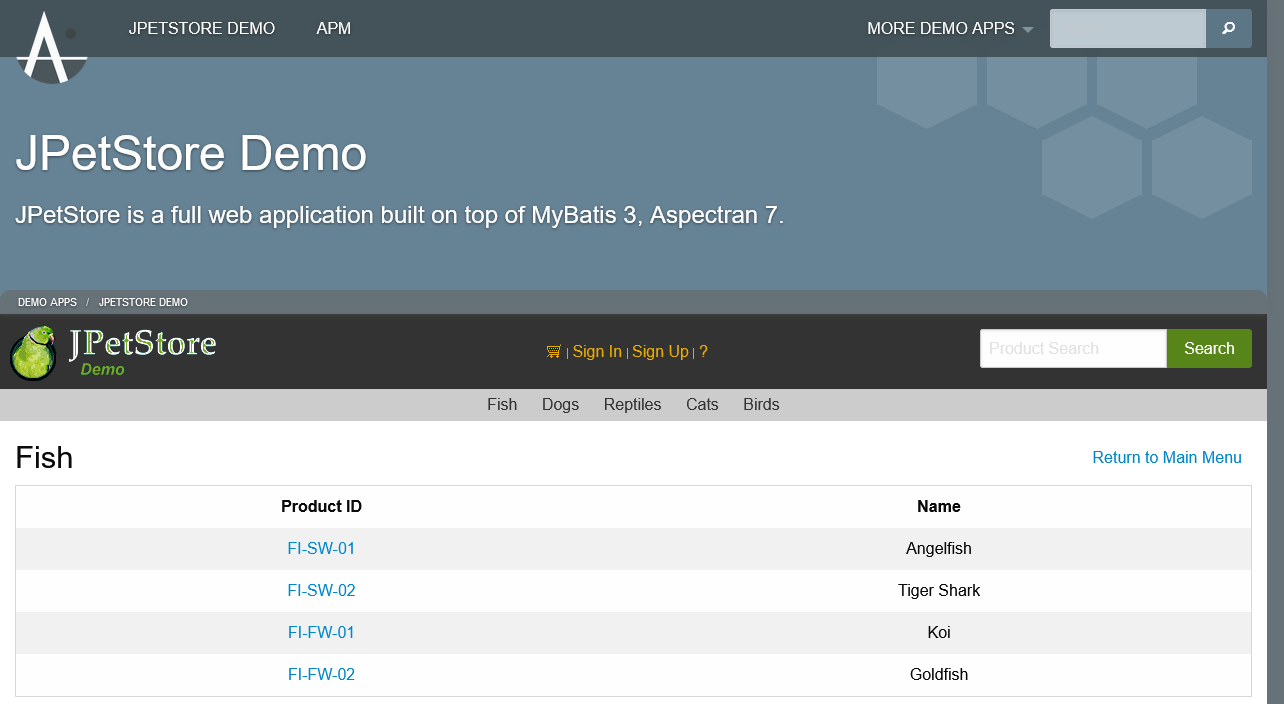 JPETSTORE DEMO APM MORE DEMO APPS
JPetStore Demo
JPetStore is a full web application built on top of MyBatis 3, Aspectran 7.
DEMO APPS / JPETSTORE DEMO
JPetStore
Demo
| Sign In | Sign Up | ?
Product Search Search
Fish Dogs Reptiles Cats Birds
Fish
Return to Main Menu
Product ID Name
FI-SW-01 Angelfish
FI-SW-02 Tiger Shark
FI-FW-01 Koi
FI-FW-02 Goldfish